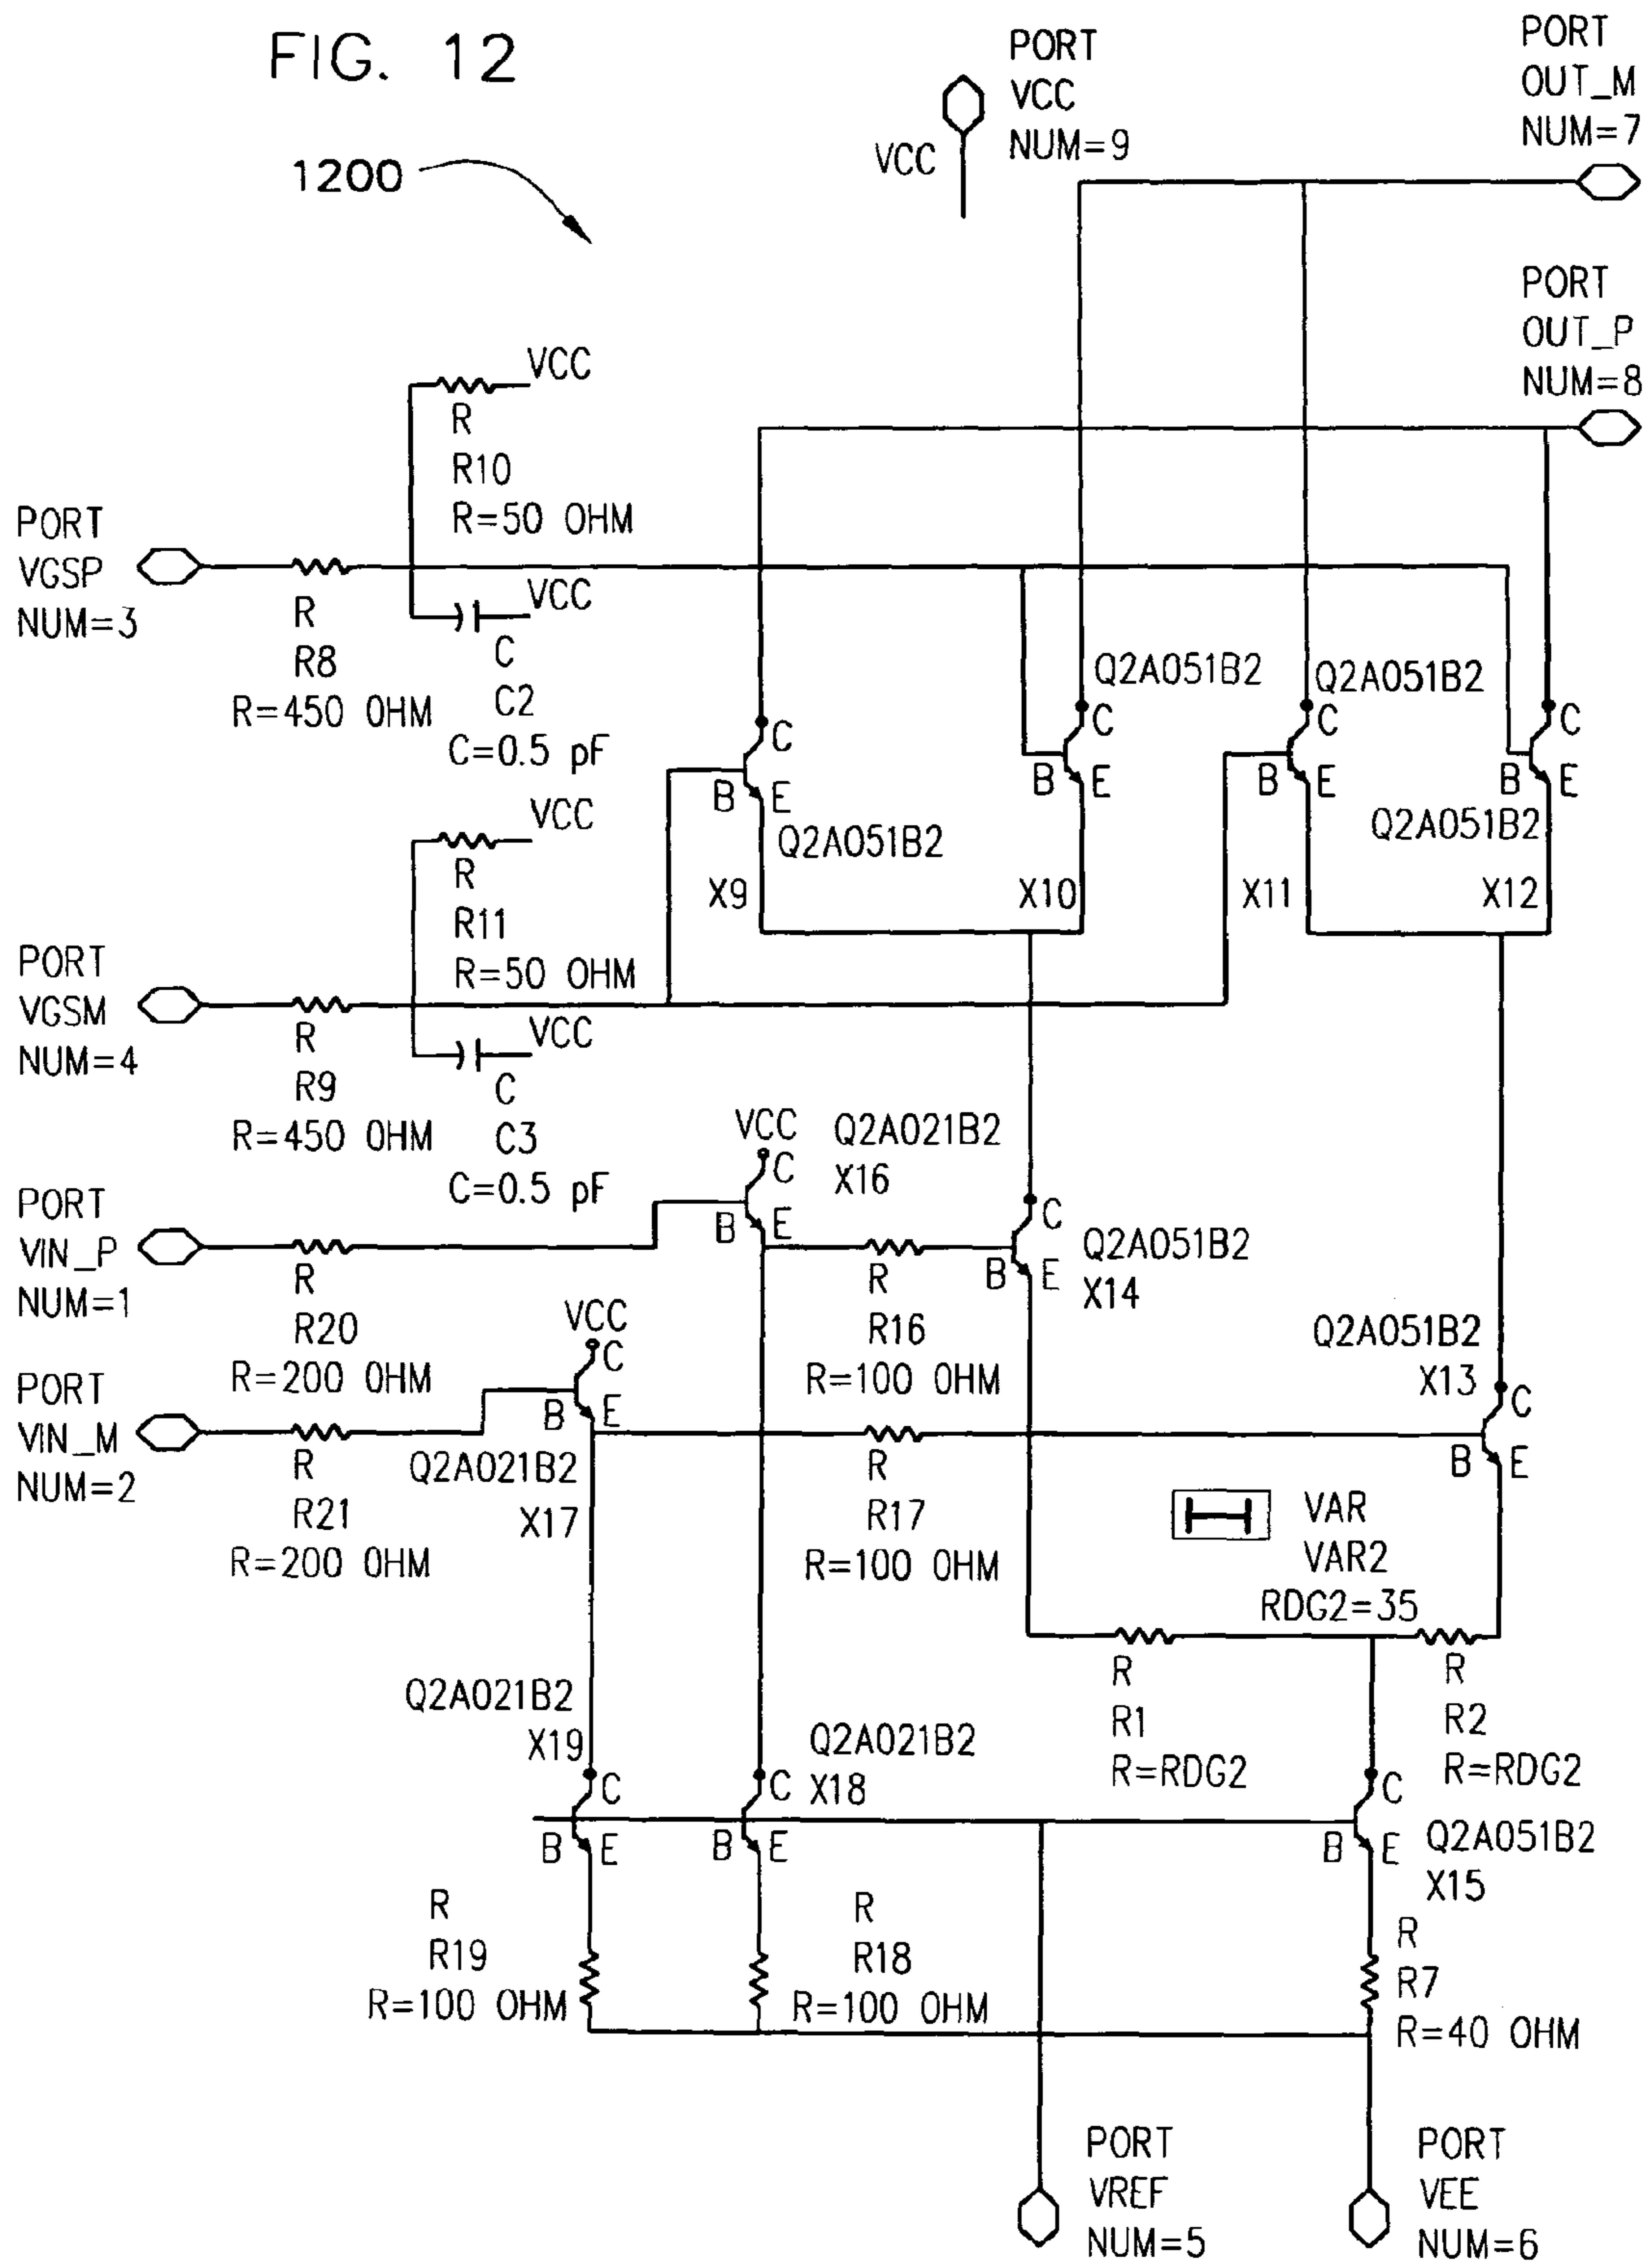 FIG. 12
1200
PORT
VCC
NUM=9
VCC
PORT
OUT_M
NUM=7
PORT
OUT_P
NUM=8
VCC
R
R10
R=50 OHM
PORT
VGSP
NUM=3
R
R8
R=450 OHM
VCC
C
C2
C=0.5 pF
Q2A051B2
Q2A051B2
C
B
E
Q2A051B2
X9
C
B
E
X10
C
B
E
X11
C
B
E
Q2A051B2
X12
VCC
R
R11
R=50 OHM
PORT
VGSM
NUM=4
R
R9
R=450 OHM
VCC
C
C3
C=0.5 pF
VCC
C
B
E
Q2A021B2
X16
PORT
VIN_P
NUM=1
R
R20
R=200 OHM
R
R16
R=100 OHM
C
B
E
Q2A051B2
X14
VCC
C
B
E
Q2A021B2
X17
PORT
VIN_M
NUM=2
R
R21
R=200 OHM
R
R17
R=100 OHM
Q2A051B2
X13
C
B
E
VAR
VAR2
RDG2=35
R
R1
R=RDG2
R
R2
R=RDG2
Q2A021B2
X19
C
B
E
Q2A021B2
X18
C
B
E
C
B
E
Q2A051B2
X15
R
R19
R=100 OHM
R
R18
R=100 OHM
R
R7
R=40 OHM
PORT
VREF
NUM=5
PORT
VEE
NUM=6